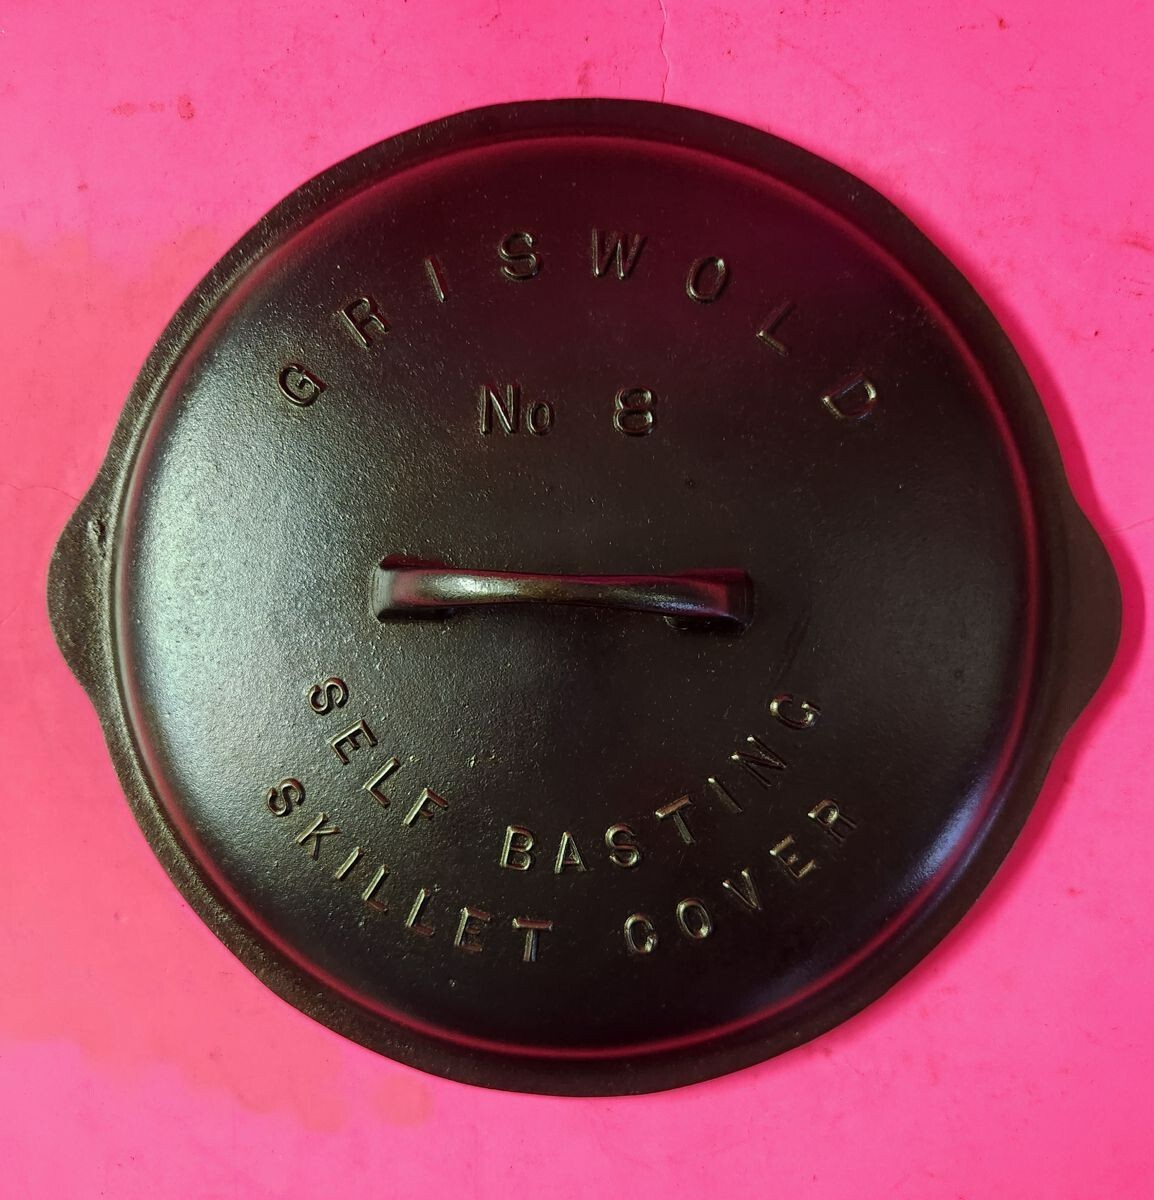 GRISWOLD
No 8
SELF BASTING
SKILLET COVER